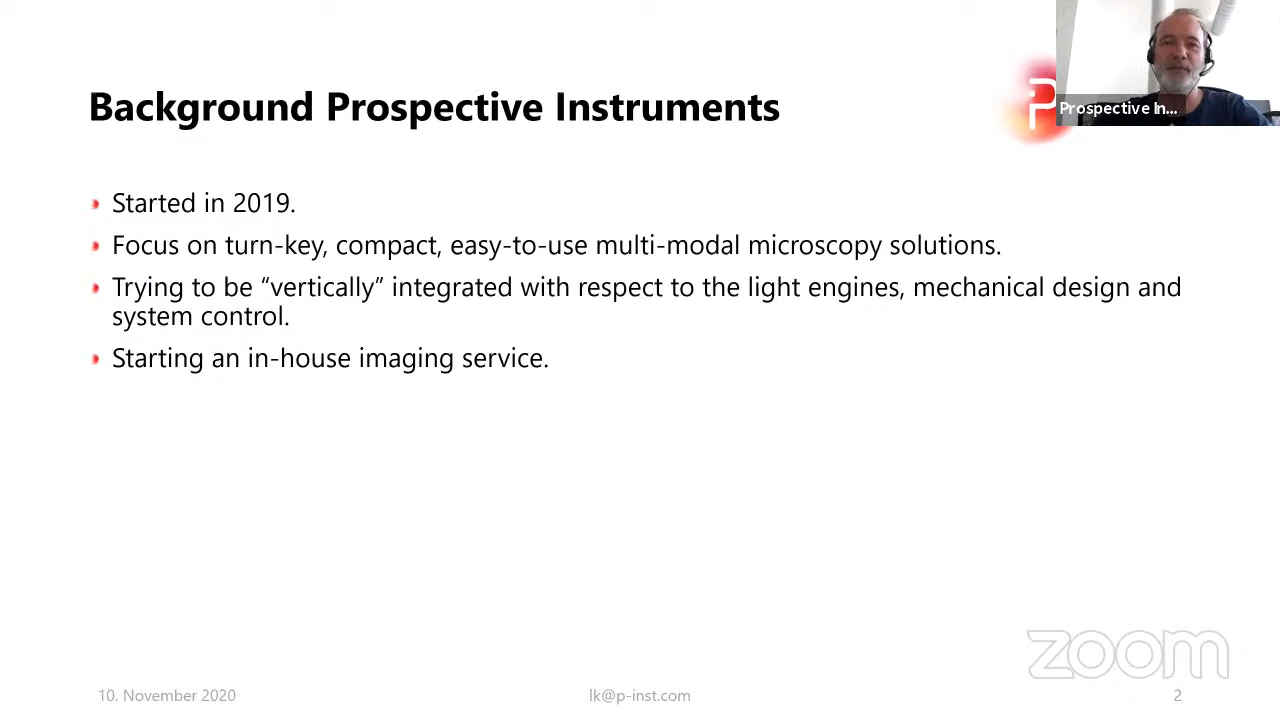 Background Prospective Instruments
P
Prospective In...
Started in 2019.
Focus on turn-key, compact, easy-to-use multi-modal microscopy solutions.
Trying to be “vertically” integrated with respect to the light engines, mechanical design and
system control.
Starting an in-house imaging service.
zoom
10. November 2020
lk@p-inst.com
2